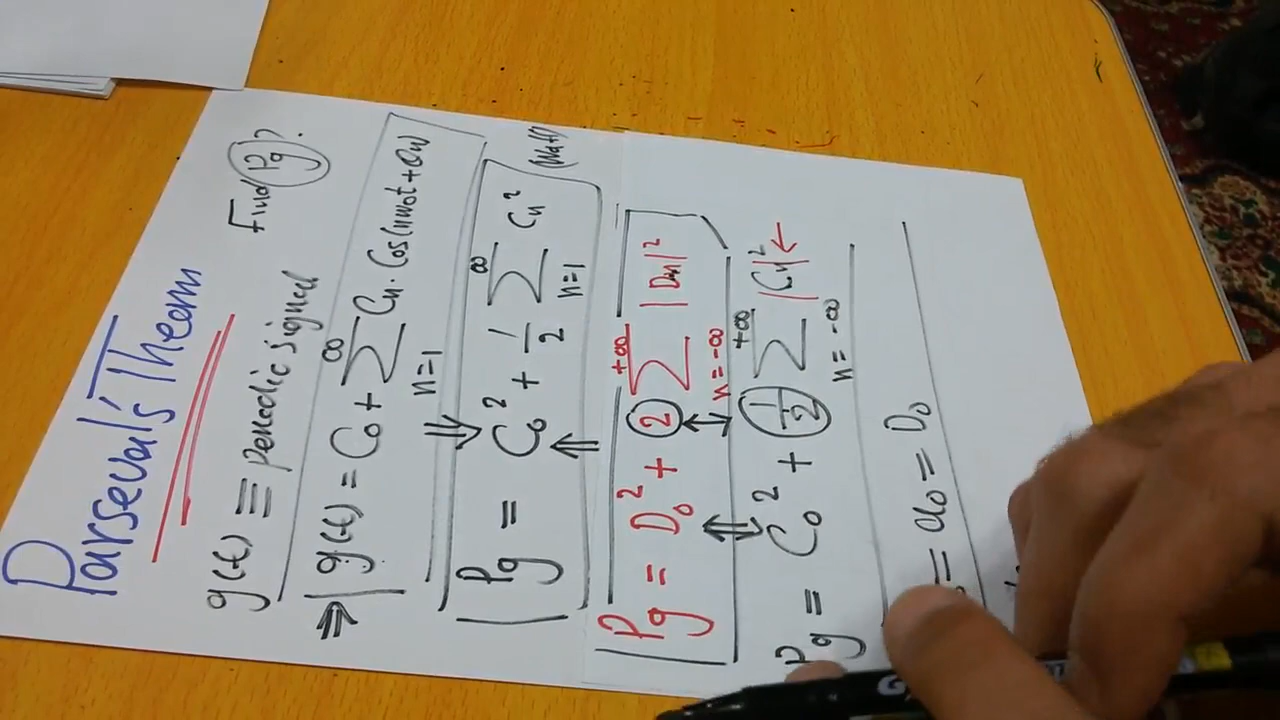 Parseval's Theorm
g(t) ≡ periodic signal Find Pg?
⇒ g(t) = C₀ + ∑ n=1 ∞ Cn. Cos(nω₀t + θn)
⇓
Pg = C₀² + 1/2 ∑ n=1 ∞ Cn² (Watt)
⇑
Pg = D₀² + 2 ∑ n=-∞ +∞ |Dn|²
⇕ ⇕
Pg = C₀² + 1/2 ∑ n=-∞ +∞ |Cn|² ←
= a₀ = D₀